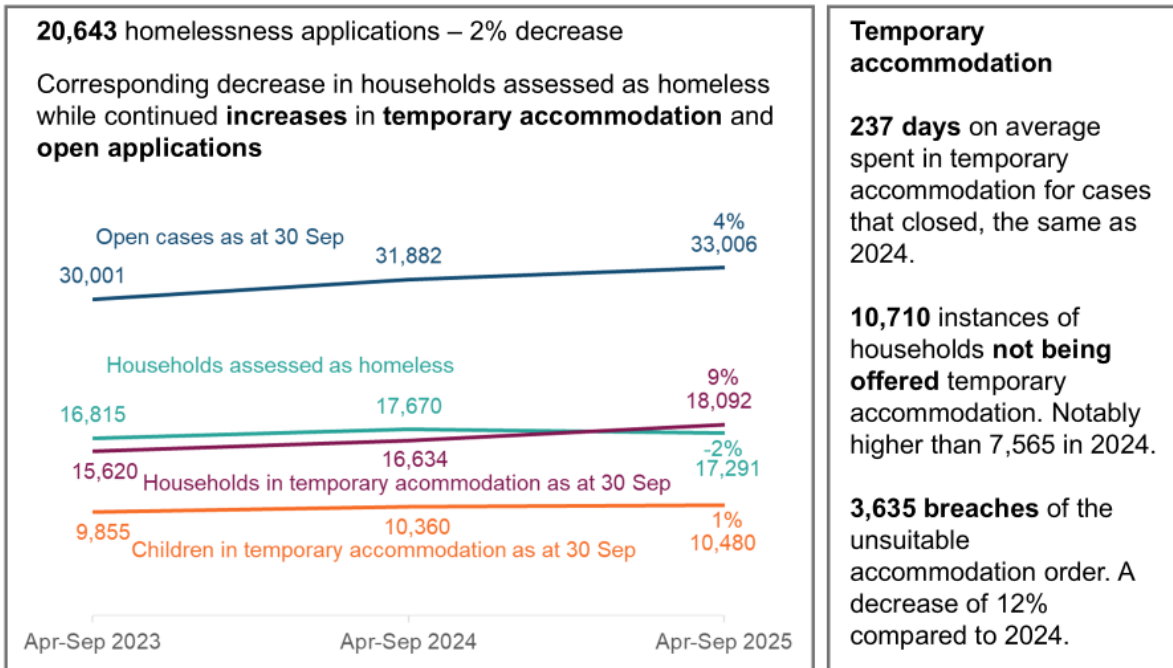 20,643 homelessness applications – 2% decrease
Corresponding decrease in households assessed as homeless
while continued increases in temporary accommodation and
open applications
Open cases as at 30 Sep
30,001
31,882
4%
33,006
Households assessed as homeless
16,815
17,670
9%
18,092
-2%
17,291
15,620
16,634
Households in temporary acommodation as at 30 Sep
9,855
10,360
1%
10,480
Children in temporary accommodation as at 30 Sep
Apr-Sep 2023
Apr-Sep 2024
Apr-Sep 2025
Temporary
accommodation
237 days on average
spent in temporary
accommodation for cases
that closed, the same as
2024.
10,710 instances of
households not being
offered temporary
accommodation. Notably
higher than 7,565 in 2024.
3,635 breaches of the
unsuitable
accommodation order. A
decrease of 12%
compared to 2024.